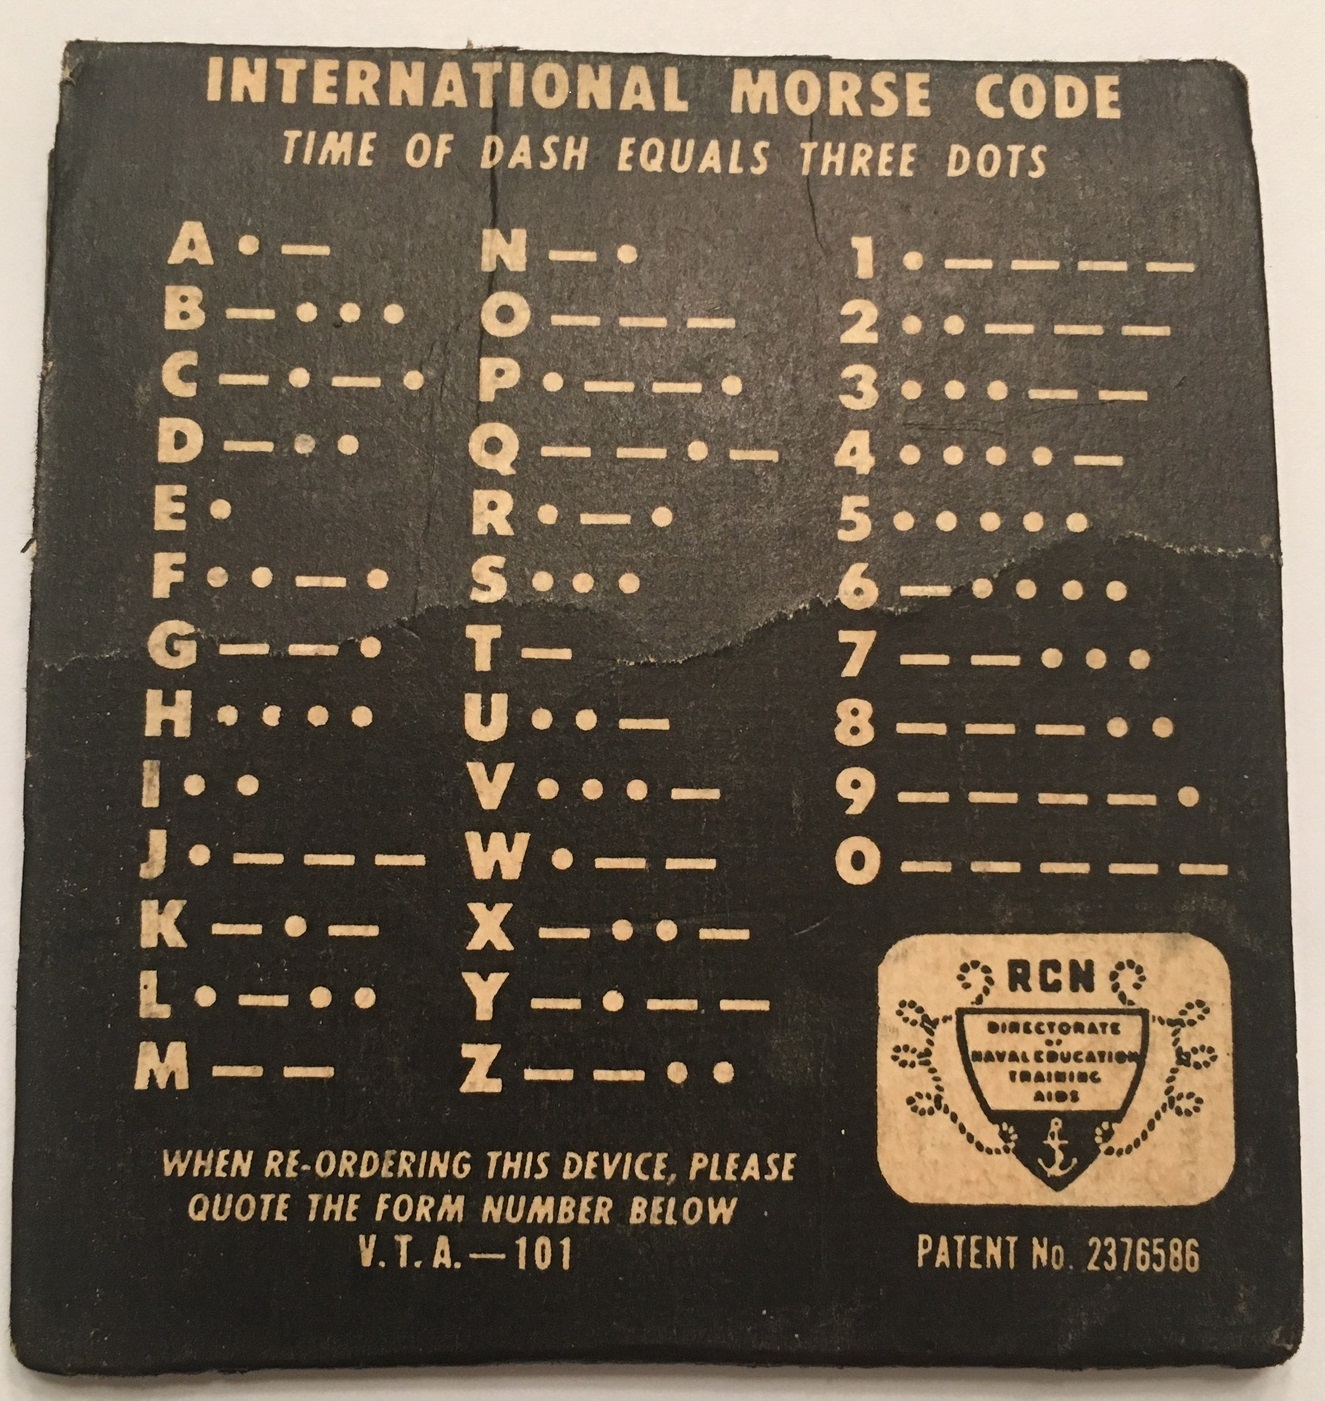 INTERNATIONAL MORSE CODE
TIME OF DASH EQUALS THREE DOTS
A • —
B — • • •
C — • — •
D — • •
E •
F • • — •
G — — •
H • • • •
I • •
J • — — —
K — • —
L • — • •
M — —
N — •
O — — —
P • — — •
Q — — • —
R • — •
S • • •
T —
U • • —
V • • • —
W • — —
X — • • —
Y — • — —
Z — — • •
1 • — — — —
2 • • — — —
3 • • • — —
4 • • • • —
5 • • • • •
6 — • • • •
7 — — • • •
8 — — — • •
9 — — — — •
0 — — — — —
RCN
DIRECTORATE
OF
NAVAL EDUCATION
TRAINING
AIDS
WHEN RE-ORDERING THIS DEVICE, PLEASE
QUOTE THE FORM NUMBER BELOW
V.T.A.—101
PATENT No. 2376586